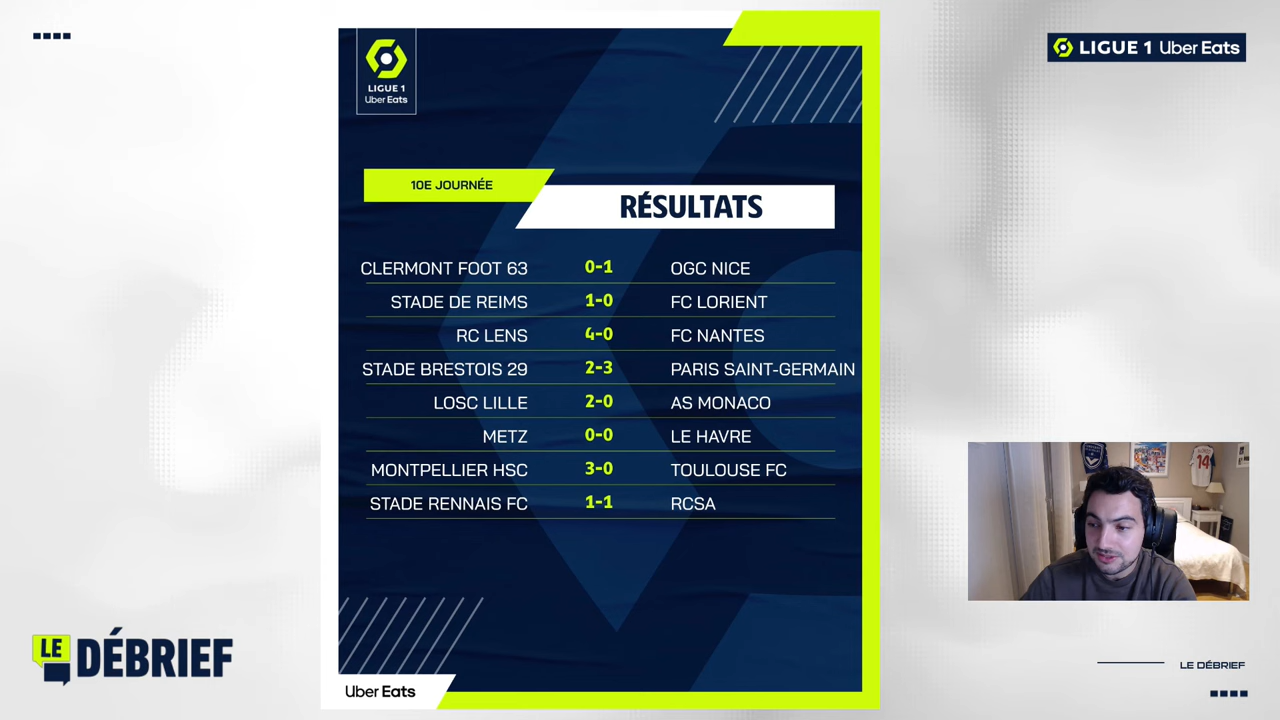 LIGUE 1 Uber Eats
LIGUE 1
Uber Eats
10E JOURNÉE
RÉSULTATS
CLERMONT FOOT 63 0-1 OGC NICE
STADE DE REIMS 1-0 FC LORIENT
RC LENS 4-0 FC NANTES
STADE BRESTOIS 29 2-3 PARIS SAINT-GERMAIN
LOSC LILLE 2-0 AS MONACO
METZ 0-0 LE HAVRE
MONTPELLIER HSC 3-0 TOULOUSE FC
STADE RENNAIS FC 1-1 RCSA
14
LE DÉBRIEF
Uber Eats
LE DÉBRIEF